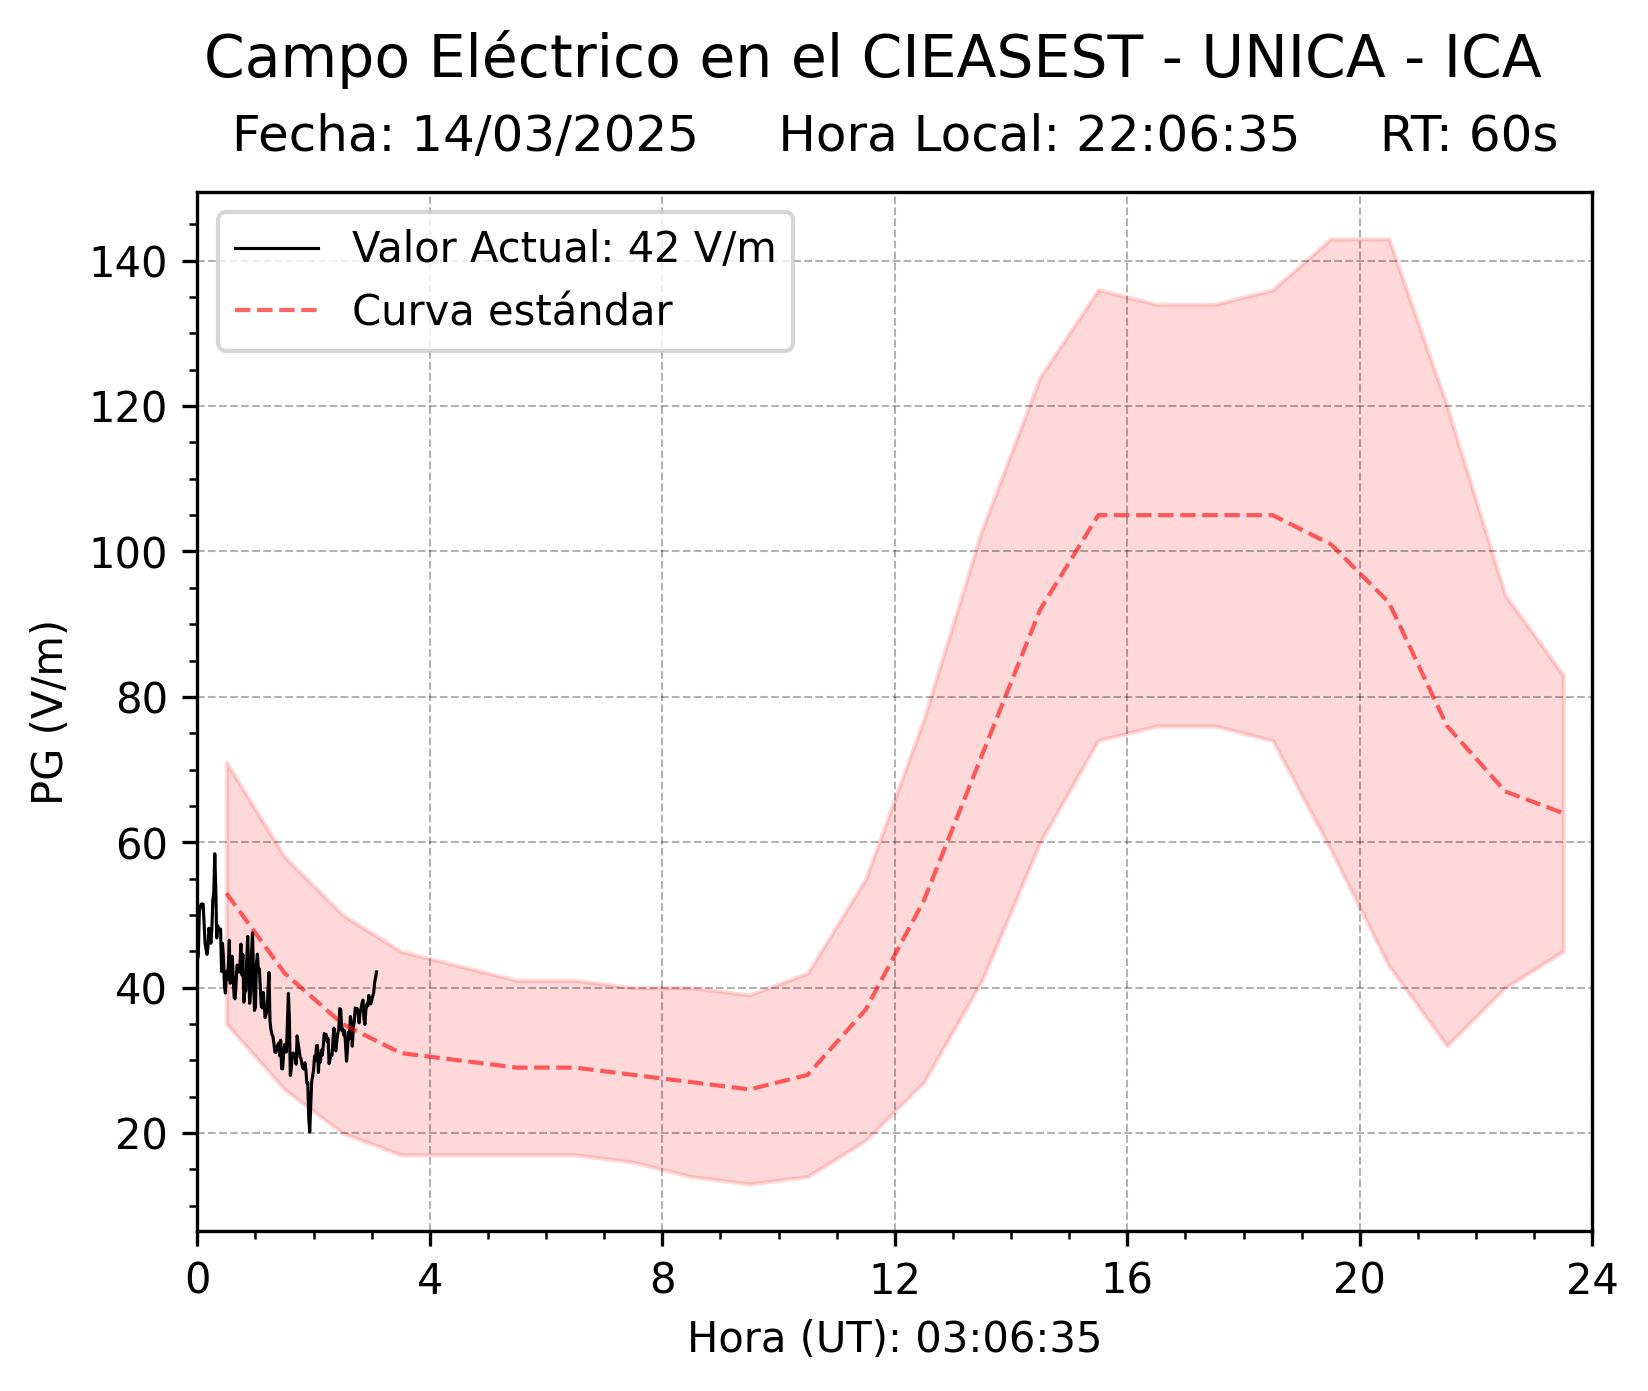 Campo Eléctrico en el CIEASEST - UNICA - ICA
Fecha: 14/03/2025 Hora Local: 22:06:35 RT: 60s
Valor Actual: 42 V/m
Curva estándar
140
120
100
80
60
40
20
PG (V/m)
0 4 8 12 16 20 24
Hora (UT): 03:06:35